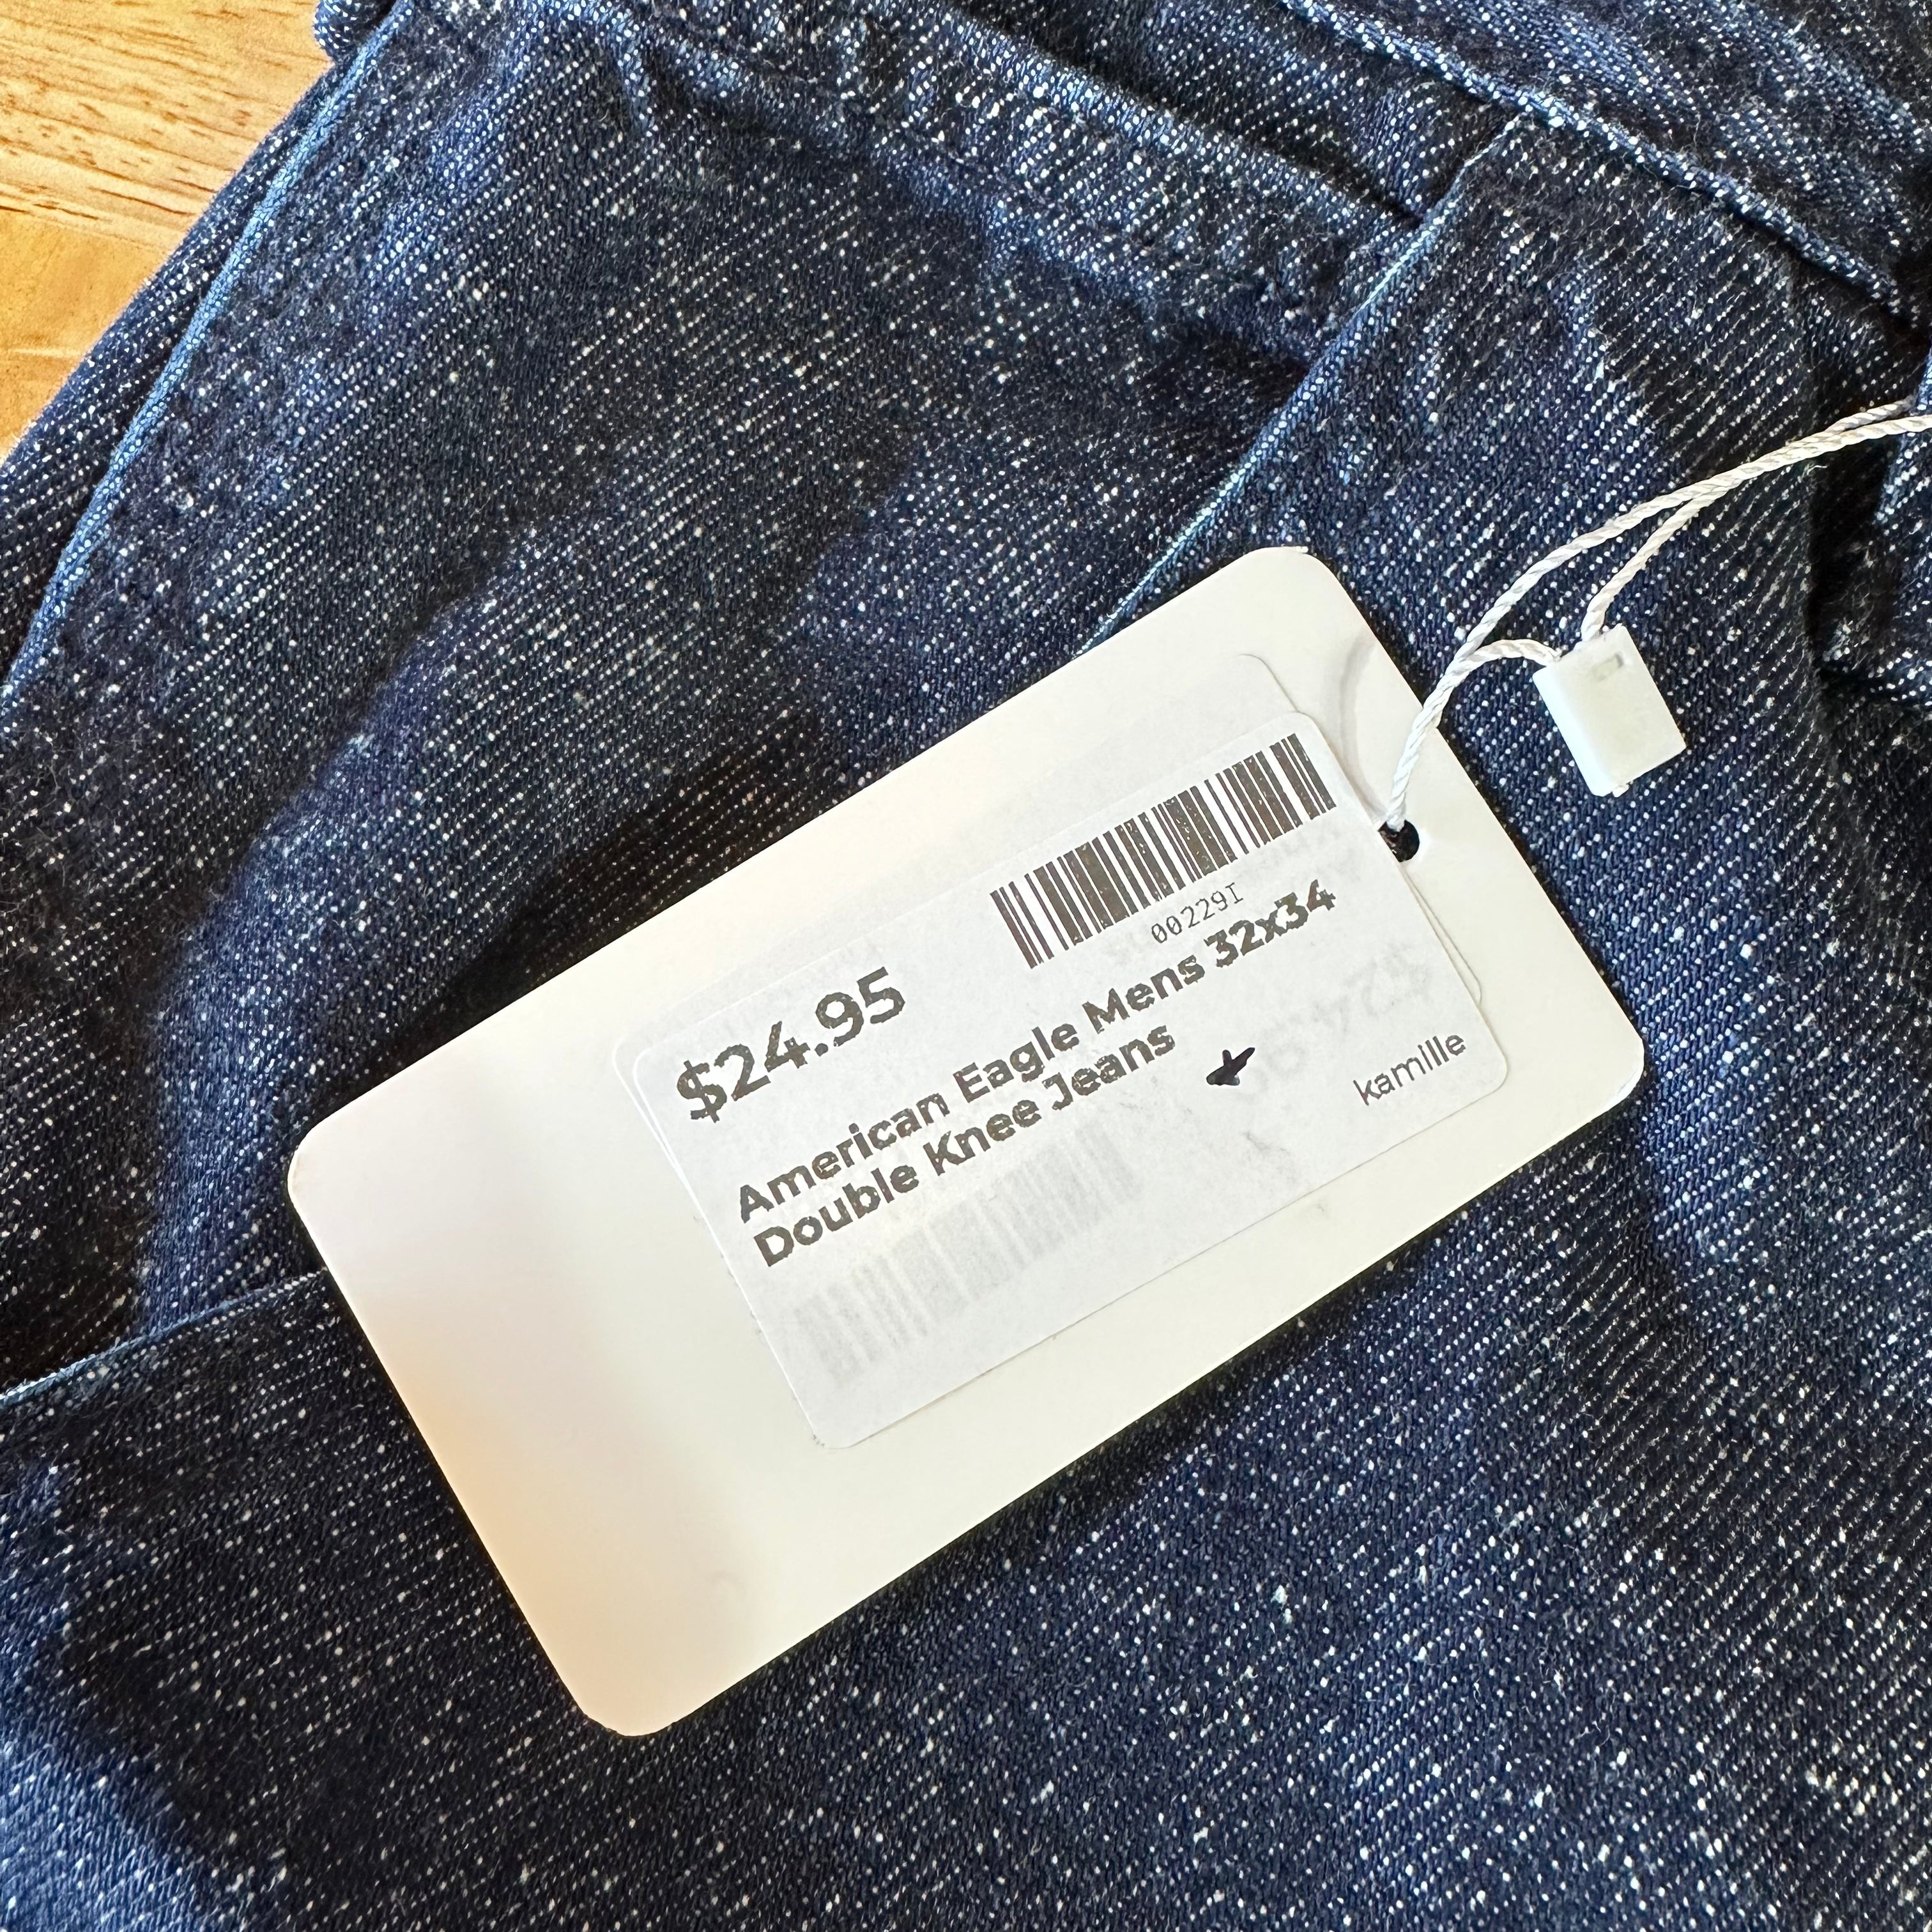 00229I
$24.95
American Eagle Mens 32x34
Double Knee Jeans
kamille